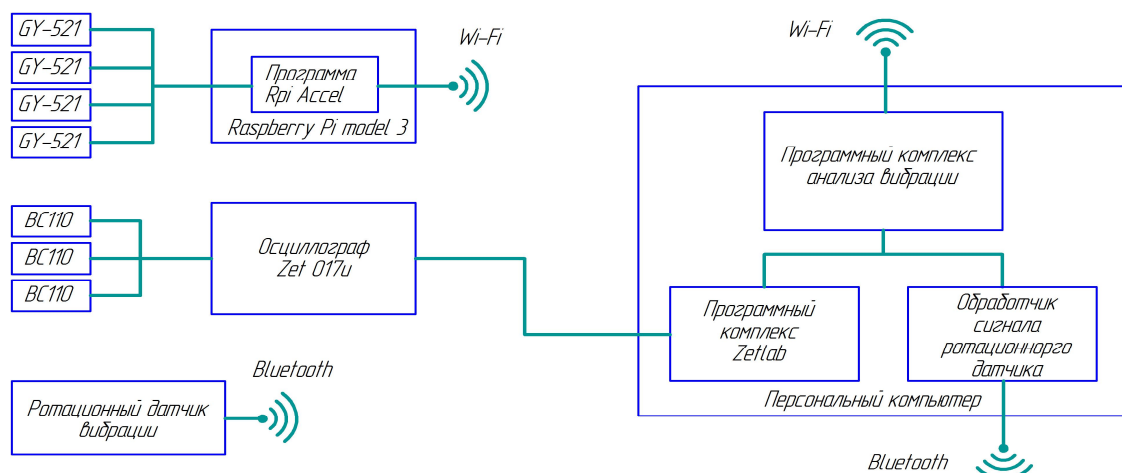 GY-521
GY-521
GY-521
GY-521
Программа
Rpi Accel
Raspberry Pi model 3
Wi-Fi
BC110
BC110
BC110
Осциллограф
Zet 017u
Ротационный датчик
вибрации
Bluetooth
Wi-Fi
Программный комплекс
анализа вибрации
Программный
комплекс
Zetlab
Обработчик
сигнала
ротационнорго
датчика
Персональный компьютер
Bluetooth